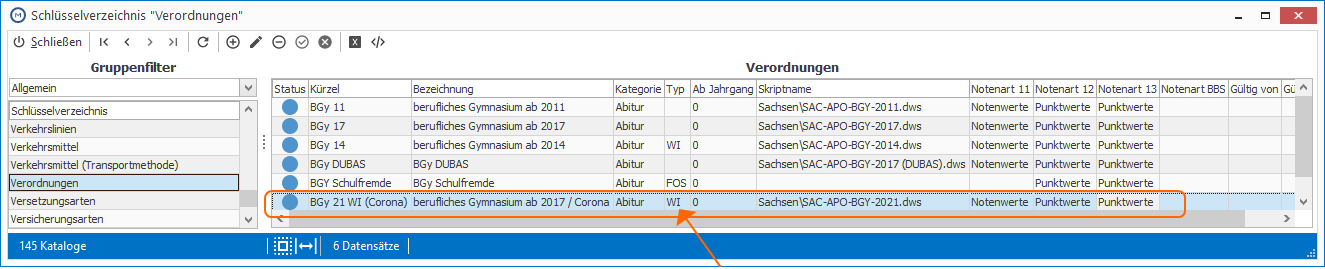 Schlüsselverzeichnis "Verordnungen"
Schließen
Gruppenfilter
Allgemein
Schlüsselverzeichnis
Verkehrslinien
Verkehrsmittel
Verkehrsmittel (Transportmethode)
Verordnungen
Versetzungsarten
Versicherungsarten
Verordnungen
Status Kürzel Bezeichnung Kategorie Typ Ab Jahrgang Skriptname Notenart 11 Notenart 12 Notenart 13 Notenart BBS Gültig von Gü
BGy 11 berufliches Gymnasium ab 2011 Abitur 0 Sachsen\SAC-APO-BGY-2011.dws Notenwerte Punktwerte Punktwerte
BGy 17 berufliches Gymnasium ab 2017 Abitur 0 Sachsen\SAC-APO-BGY-2017.dws Notenwerte Punktwerte Punktwerte
BGy 14 berufliches Gymnasium ab 2014 Abitur WI 0 Sachsen\SAC-APO-BGY-2014.dws Notenwerte Punktwerte Punktwerte
BGy DUBAS BGy DUBAS Abitur 0 Sachsen\SAC-APO-BGY-2017 (DUBAS).dws Notenwerte Punktwerte Punktwerte
BGY Schulfremde BGy Schulfremde Abitur FOS 0 Punktwerte Punktwerte
BGy 21 WI (Corona) berufliches Gymnasium ab 2017 / Corona Abitur WI 0 Sachsen\SAC-APO-BGY-2021.dws Notenwerte Punktwerte Punktwerte
145 Kataloge 6 Datensätze